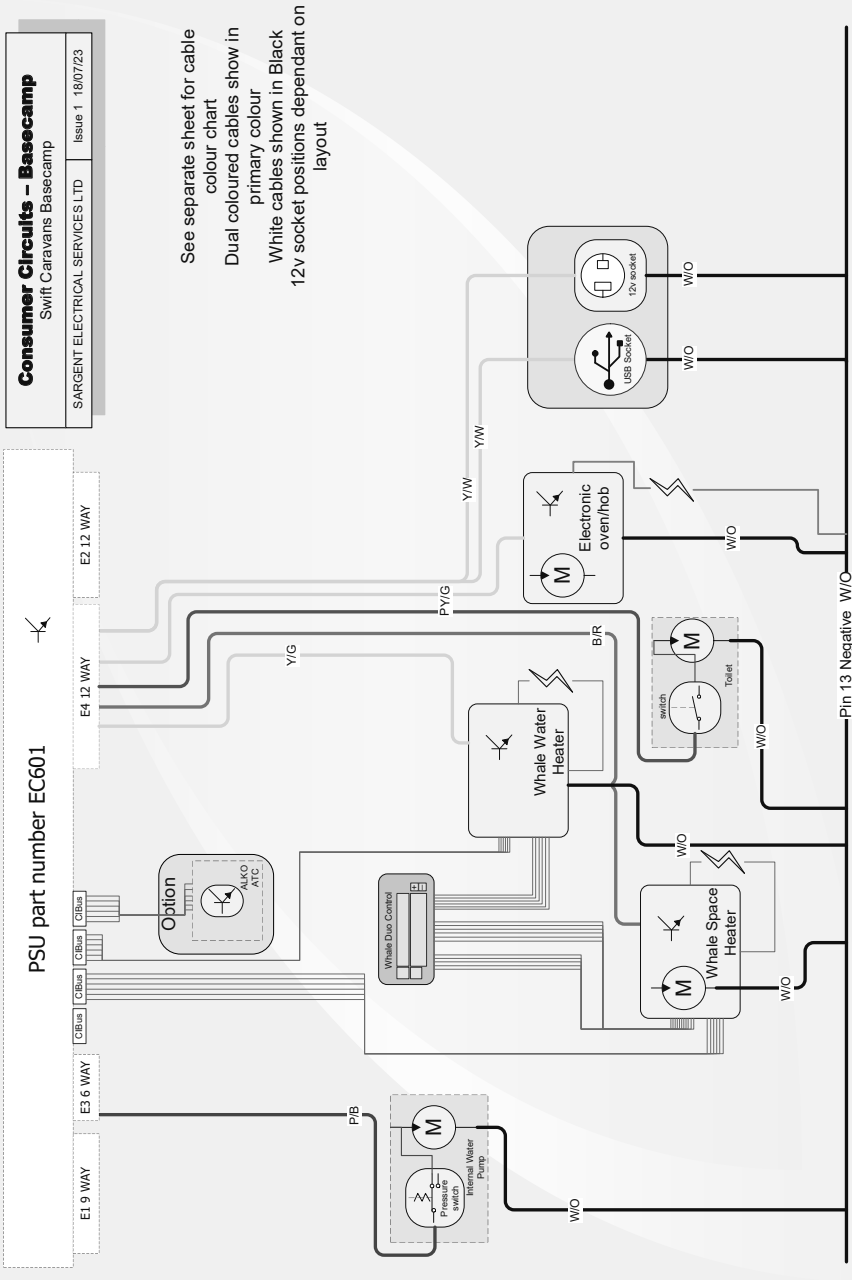 Consumer Circuits – Basecamp
Swift Caravans Basecamp
SARGENT ELECTRICAL SERVICES LTD
Issue 1 18/07/23
See separate sheet for cable
colour chart
Dual coloured cables show in
primary colour
White cables shown in Black
12v socket positions dependant on
layout
PSU part number EC601
E1 9 WAY
E3 6 WAY
CIBus
CIBus
CIBus
CIBus
E4 12 WAY
E2 12 WAY
Option
ALKO
ATC
P/B
Y/G
B/R
PY/G
Y/W
Y/W
Pressure
switch
M
Internal Water
Pump
W/O
Whale Duo Control
+
−
Whale Water
Heater
W/O
M
Whale Space
Heater
W/O
switch
M
Toilet
W/O
M
Electronic
oven/hob
W/O
USB Socket
W/O
12v socket
W/O
Pin 13 Negative W/O